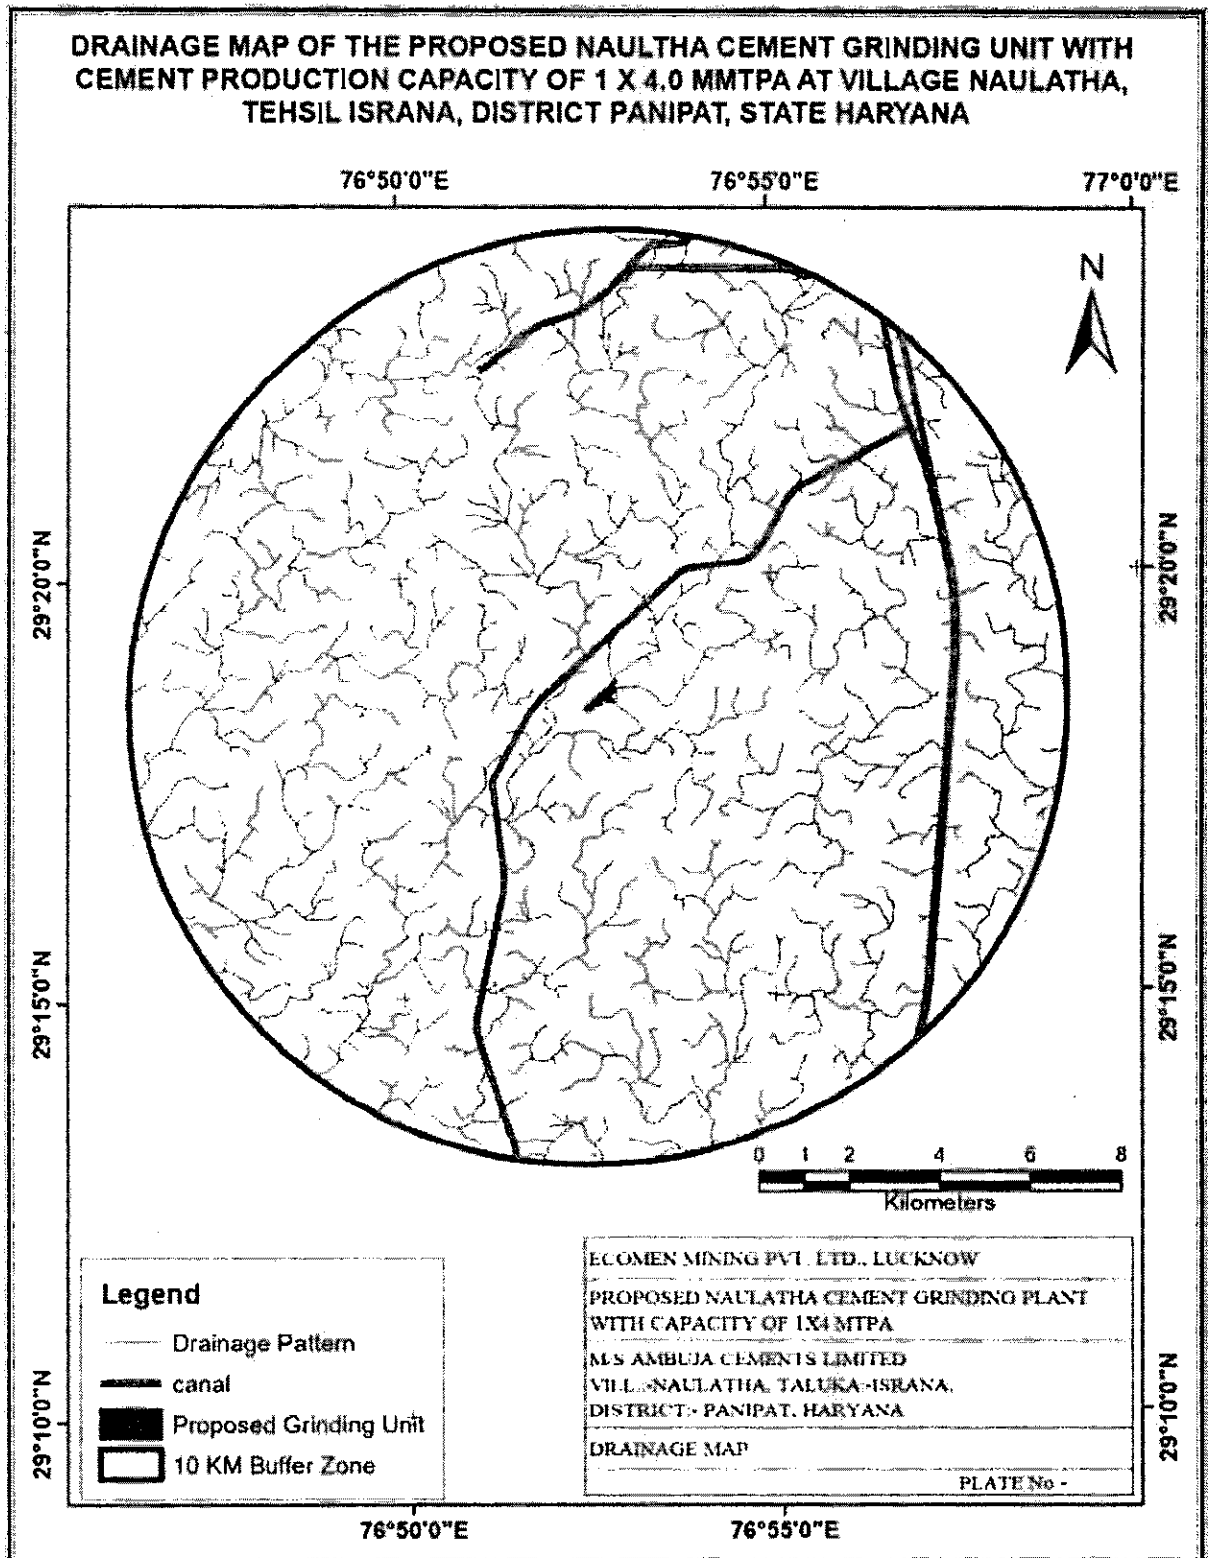 DRAINAGE MAP OF THE PROPOSED NAULTHA CEMENT GRINDING UNIT WITH
CEMENT PRODUCTION CAPACITY OF 1 X 4.0 MMTPA AT VILLAGE NAULATHA,
TEHSIL ISRANA, DISTRICT PANIPAT, STATE HARYANA
76°50'0"E 76°55'0"E 77°0'0"E
N
29°20'0"N 29°20'0"N
29°15'0"N 29°15'0"N
0 1 2 4 6 8
Kilometers
Legend
Drainage Pattern
canal
Proposed Grinding Unit
10 KM Buffer Zone
ECOMEN MINING PVT. LTD., LUCKNOW
PROPOSED NAULATHA CEMENT GRINDING PLANT
WITH CAPACITY OF 1X4 MTPA
M/S AMBUJA CEMENTS LIMITED
VILL.:-NAULATHA, TALUKA:-ISRANA,
DISTRICT:- PANIPAT, HARYANA
DRAINAGE MAP
PLATE No -
29°10'0"N 29°10'0"N
76°50'0"E 76°55'0"E